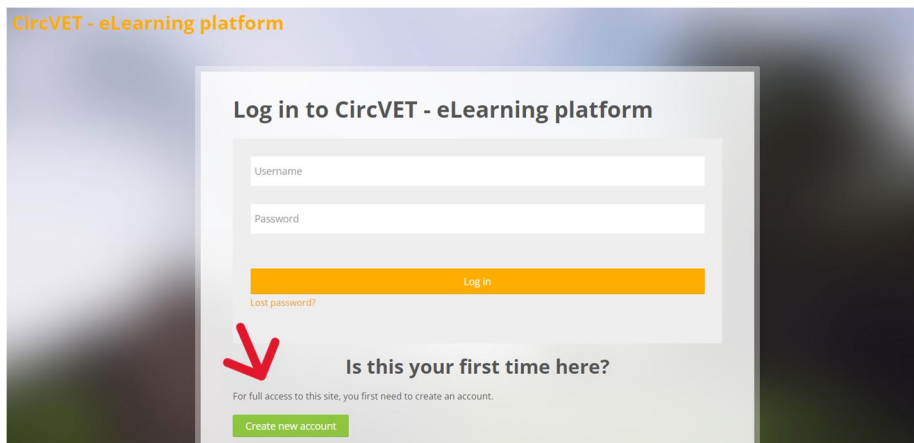 CircVET - eLearning platform
Log in to CircVET - eLearning platform
Username
Password
Log in
Lost password?
Is this your first time here?
For full access to this site, you first need to create an account.
Create new account